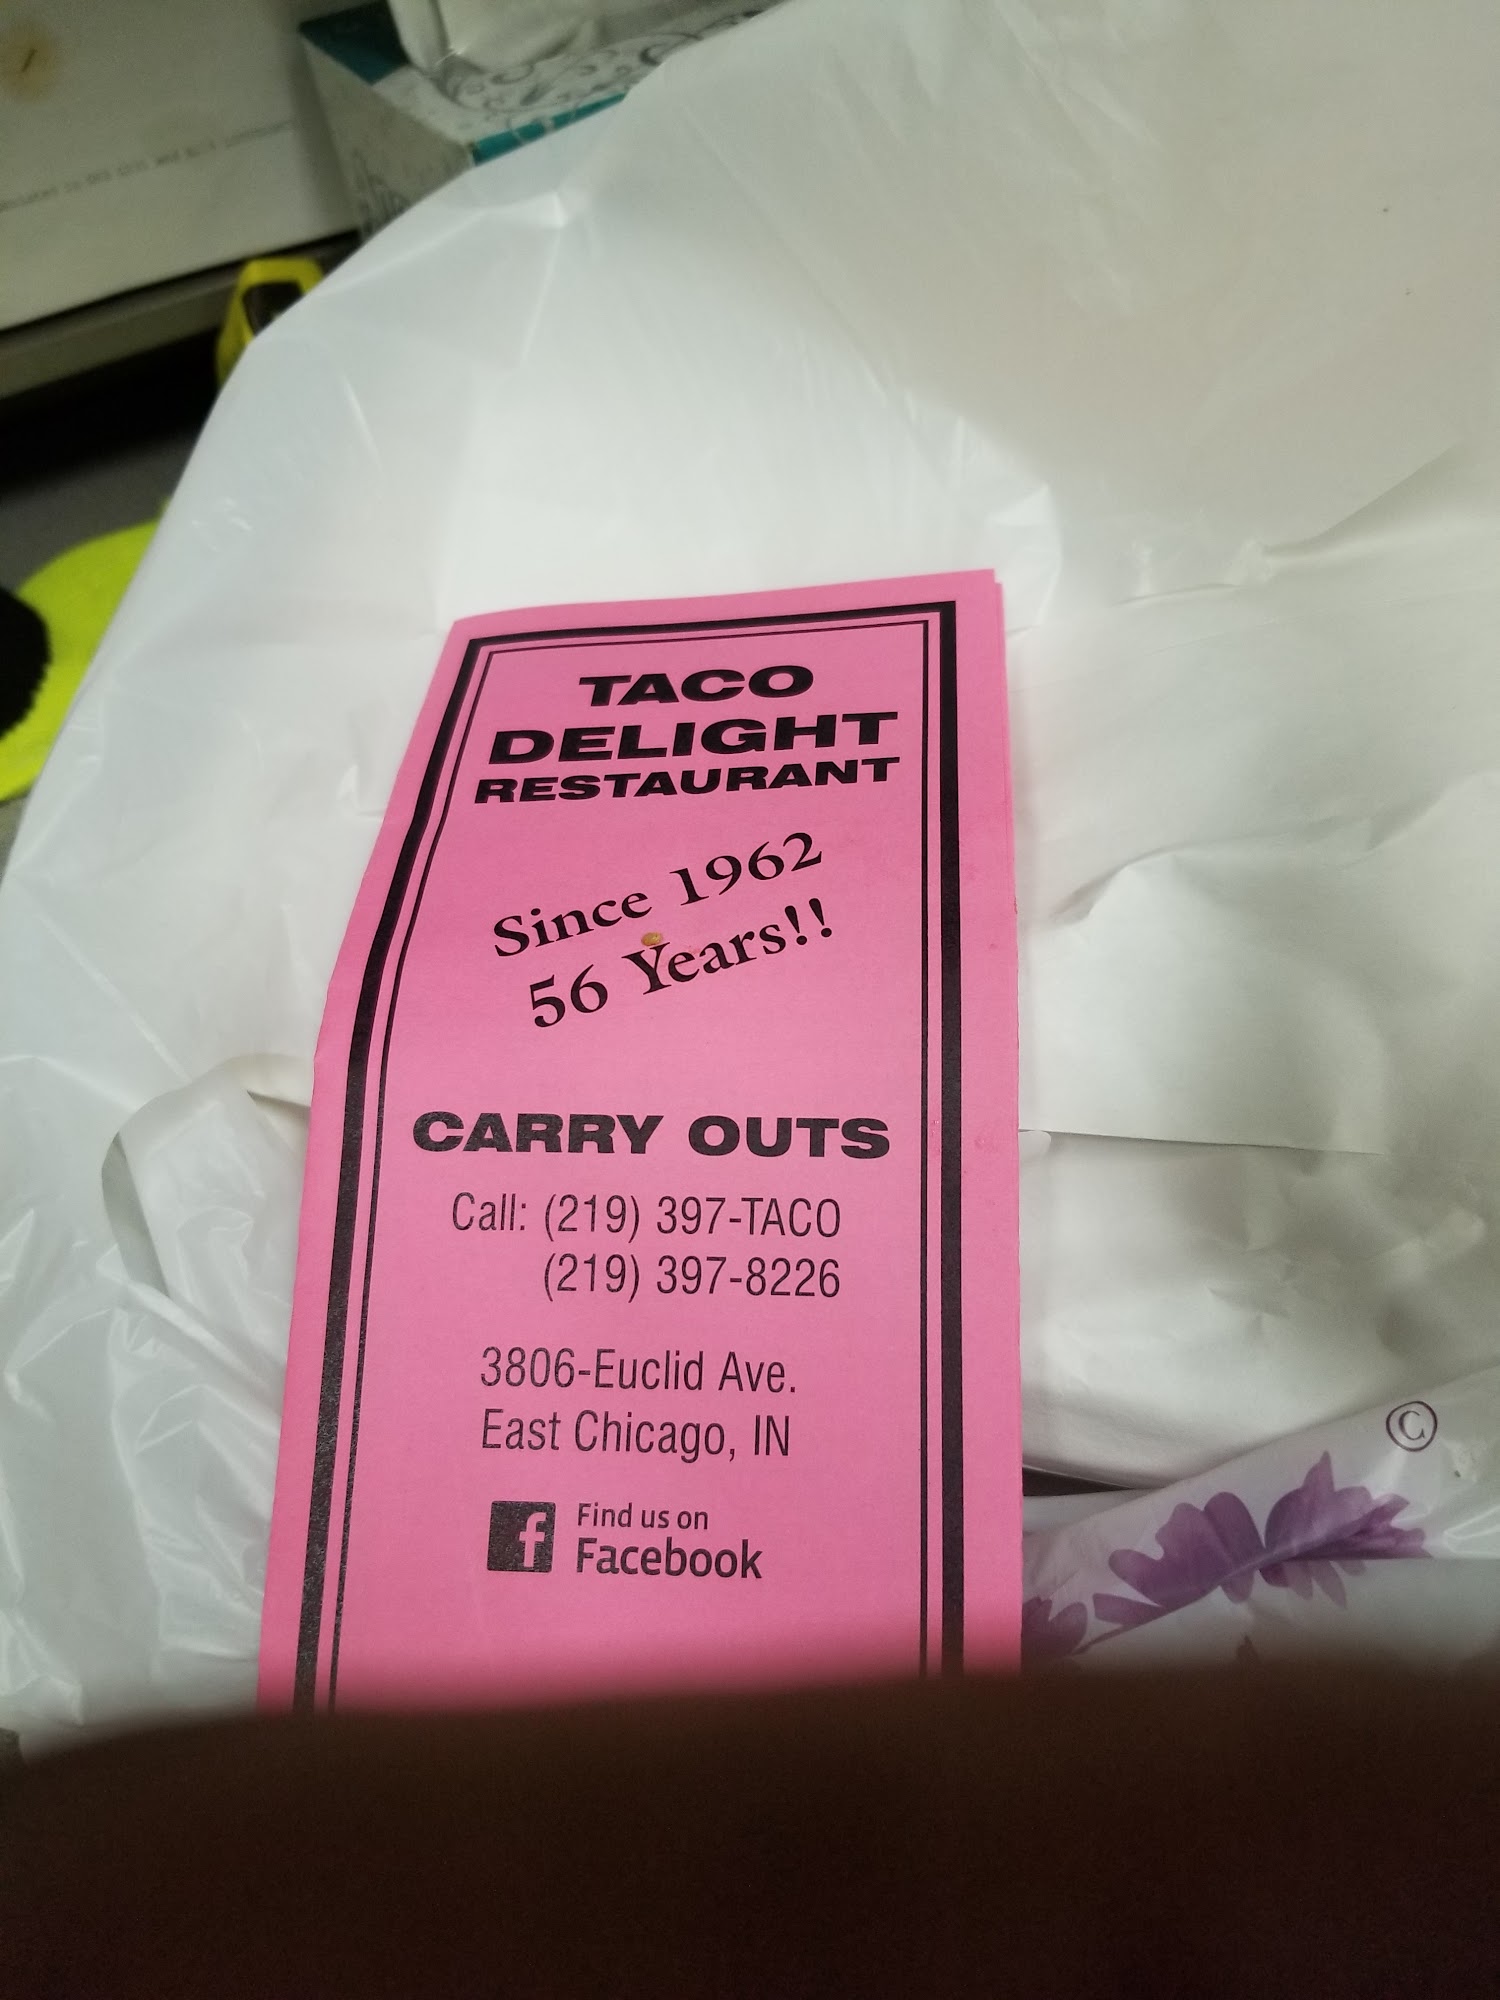 TACO
DELIGHT
RESTAURANT
Since 1962
56 Years!!
CARRY OUTS
Call: (219) 397-TACO
(219) 397-8226
3806-Euclid Ave.
East Chicago, IN
f Find us on
Facebook
©